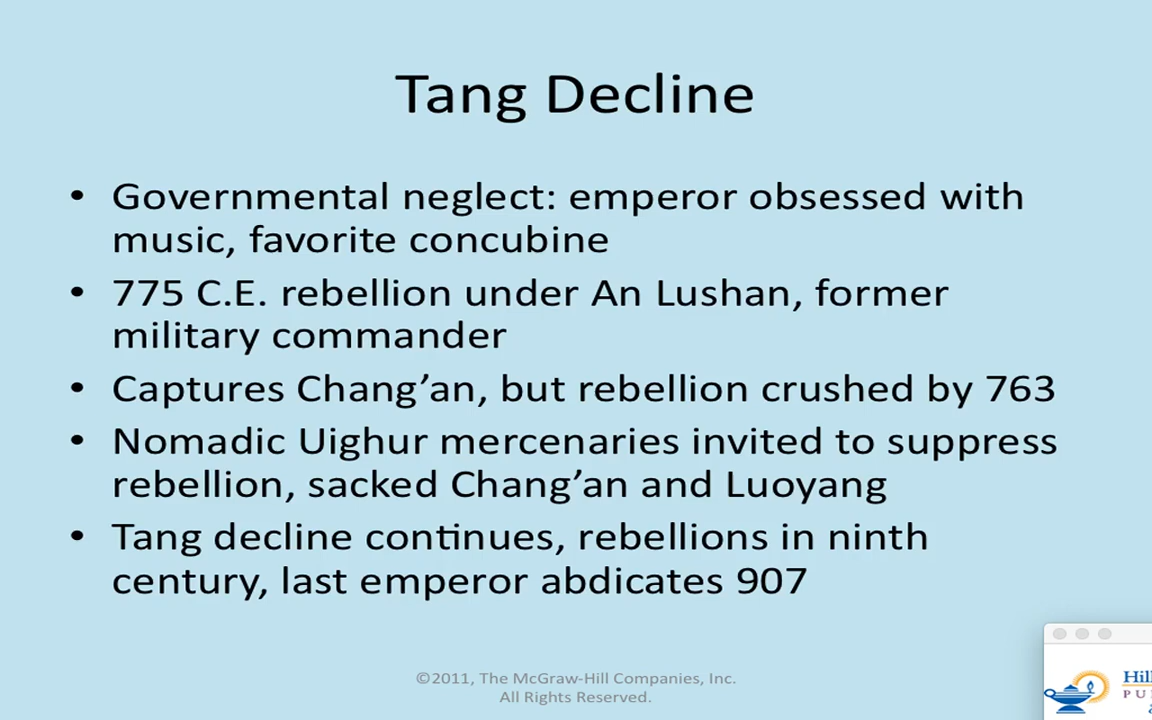 Tang Decline
• Governmental neglect: emperor obsessed with
music, favorite concubine
• 775 C.E. rebellion under An Lushan, former
military commander
• Captures Chang’an, but rebellion crushed by 763
• Nomadic Uighur mercenaries invited to suppress
rebellion, sacked Chang’an and Luoyang
• Tang decline continues, rebellions in ninth
century, last emperor abdicates 907
©2011, The McGraw-Hill Companies, Inc.
All Rights Reserved.